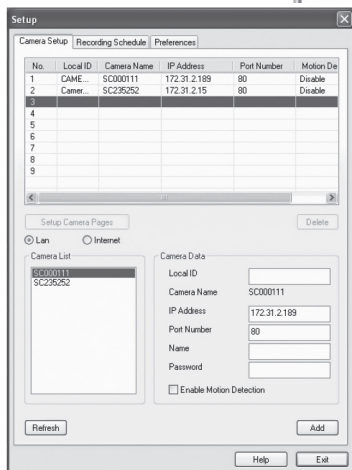 Setup
Camera Setup Recording Schedule Preferences
No. Local ID Camera Name IP Address Port Number Motion De
1 CAME... SC000111 172.31.2.189 80 Disable
2 Camer... SC235252 172.31.2.15 80 Disable
3
4
5
6
7
8
9
Setup Camera Pages Delete
Lan Internet
Camera List
SC000111
SC235252
Camera Data
Local ID
Camera Name SC000111
IP Address 172.31.2.189
Port Number 80
Name
Password
Enable Motion Detection
Refresh Add
Help Exit